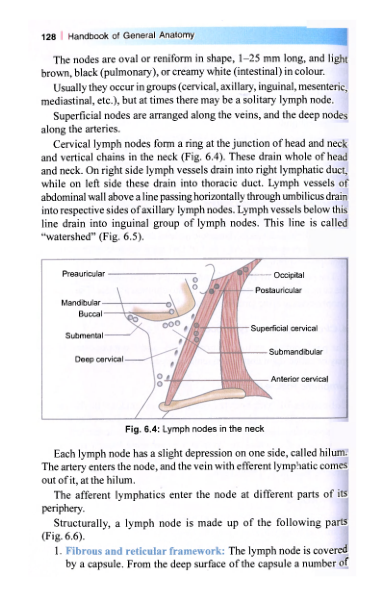 128 | Handbook of General Anatomy
The nodes are oval or reniform in shape, 1–25 mm long, and light
brown, black (pulmonary), or creamy white (intestinal) in colour.
Usually they occur in groups (cervical, axillary, inguinal, mesenteric,
mediastinal, etc.), but at times there may be a solitary lymph node.
Superficial nodes are arranged along the veins, and the deep nodes
along the arteries.
Cervical lymph nodes form a ring at the junction of head and neck
and vertical chains in the neck (Fig. 6.4). These drain whole of head
and neck. On right side lymph vessels drain into right lymphatic duct,
while on left side these drain into thoracic duct. Lymph vessels of
abdominal wall above a line passing horizontally through umbilicus drain
into respective sides of axillary lymph nodes. Lymph vessels below this
line drain into inguinal group of lymph nodes. This line is called
“watershed” (Fig. 6.5).
Preauricular
Occipital
Postauricular
Mandibular
Buccal
Superficial cervical
Submental
Submandibular
Deep cervical
Anterior cervical
Fig. 6.4: Lymph nodes in the neck
Each lymph node has a slight depression on one side, called hilum.
The artery enters the node, and the vein with efferent lymphatic comes
out of it, at the hilum.
The afferent lymphatics enter the node at different parts of its
periphery.
Structurally, a lymph node is made up of the following parts
(Fig. 6.6).
1. Fibrous and reticular framework: The lymph node is covered
by a capsule. From the deep surface of the capsule a number of